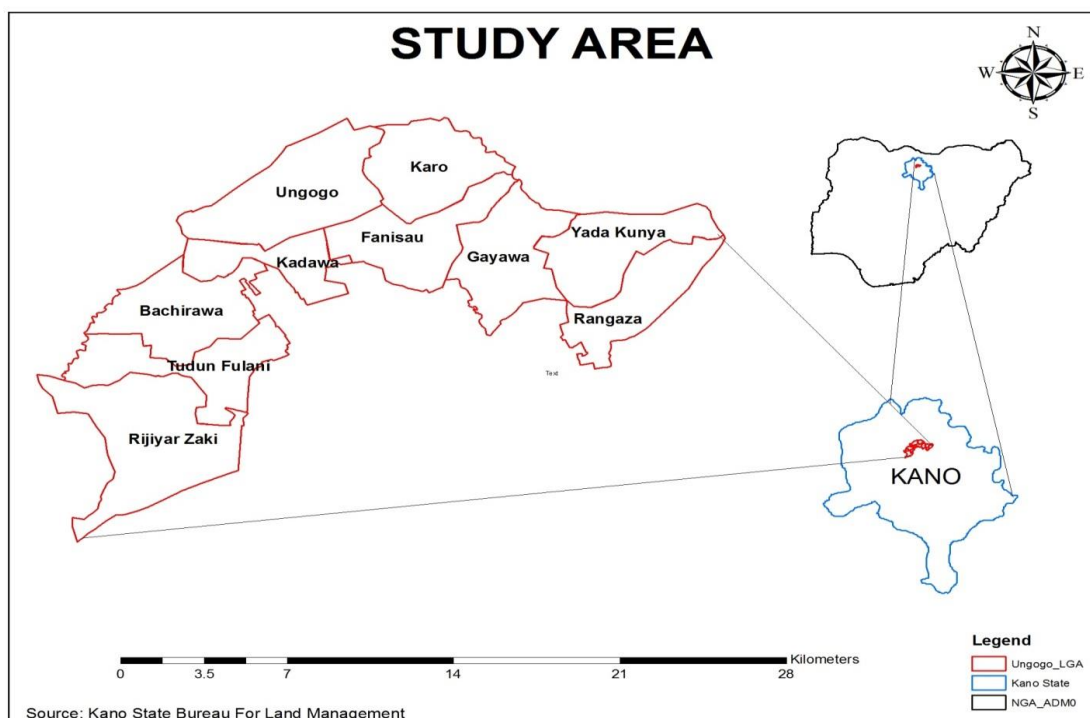 STUDY AREA
N
W E
S
Karo
Ungogo
Fanisau
Yada Kunya
Kadawa
Gayawa
Bachirawa
Rangaza
Tudun Fulani
Text
Rijiyar Zaki
KANO
Kilometers
0 3.5 7 14 21 28
Legend
Ungogo_LGA
Kano State
NGA_ADM0
Source: Kano State Bureau For Land Management